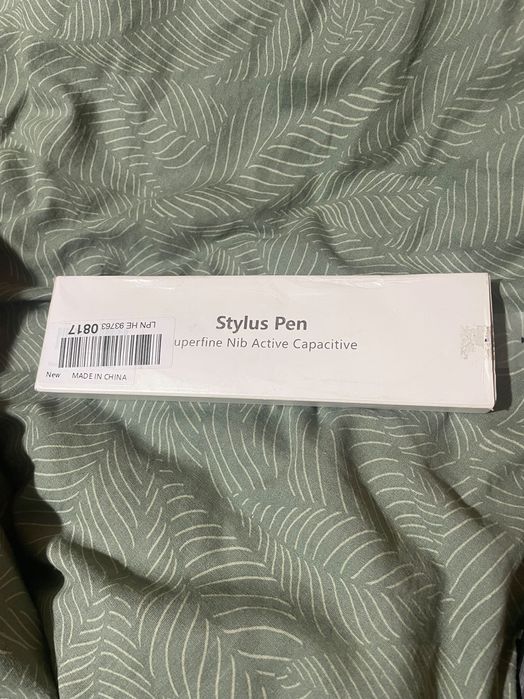 Stylus Pen
uperfine Nib Active Capacitive
LPN HE 93763
0817
New MADE IN CHINA